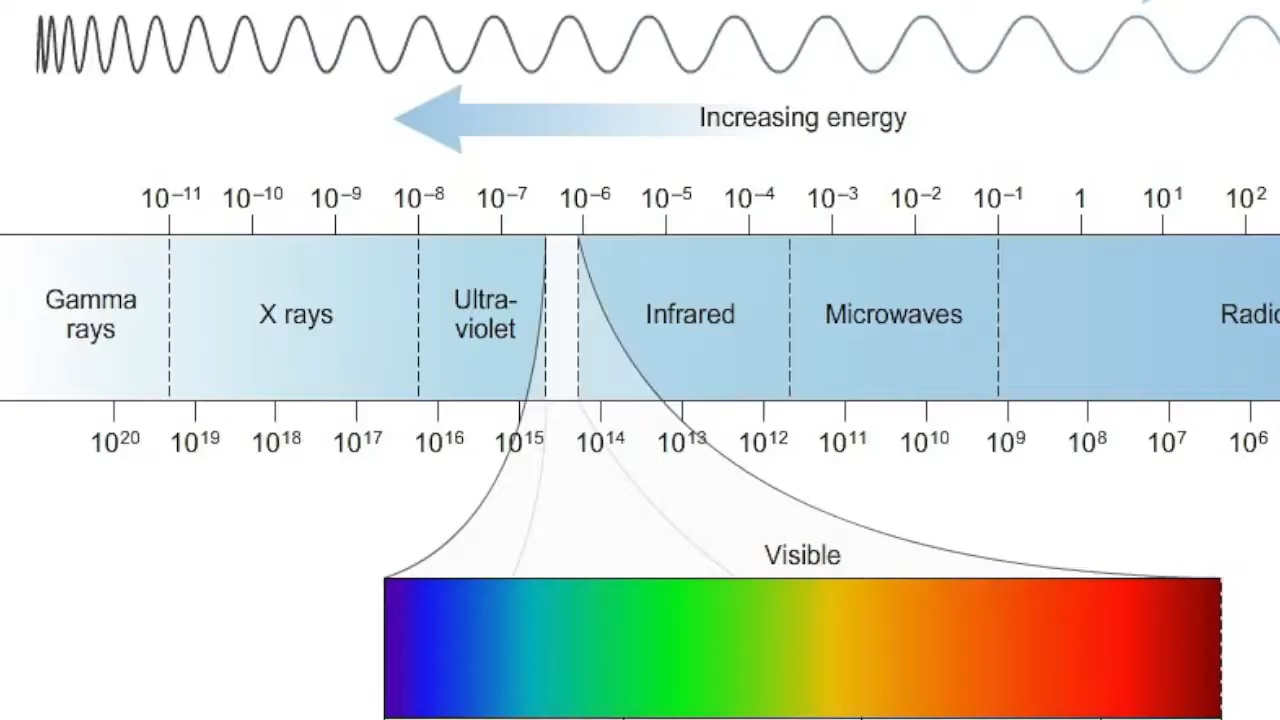 Increasing energy
10⁻¹¹ 10⁻¹⁰ 10⁻⁹ 10⁻⁸ 10⁻⁷ 10⁻⁶ 10⁻⁵ 10⁻⁴ 10⁻³ 10⁻² 10⁻¹ 1 10¹ 10²
Gamma
rays
X rays
Ultra-
violet
Infrared
Microwaves
Radio
10²⁰ 10¹⁹ 10¹⁸ 10¹⁷ 10¹⁶ 10¹⁵ 10¹⁴ 10¹³ 10¹² 10¹¹ 10¹⁰ 10⁹ 10⁸ 10⁷ 10⁶
Visible